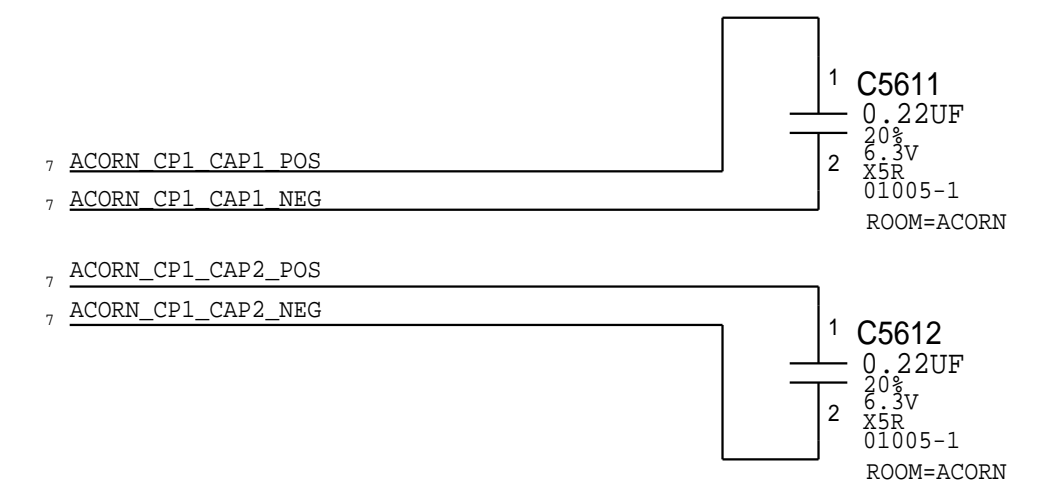 1
C5611
0.22UF
20%
6.3V
X5R
01005-1
ROOM=ACORN
2
7 ACORN_CP1_CAP1_POS
7 ACORN_CP1_CAP1_NEG
7 ACORN_CP1_CAP2_POS
7 ACORN_CP1_CAP2_NEG
1
C5612
0.22UF
20%
6.3V
X5R
01005-1
ROOM=ACORN
2